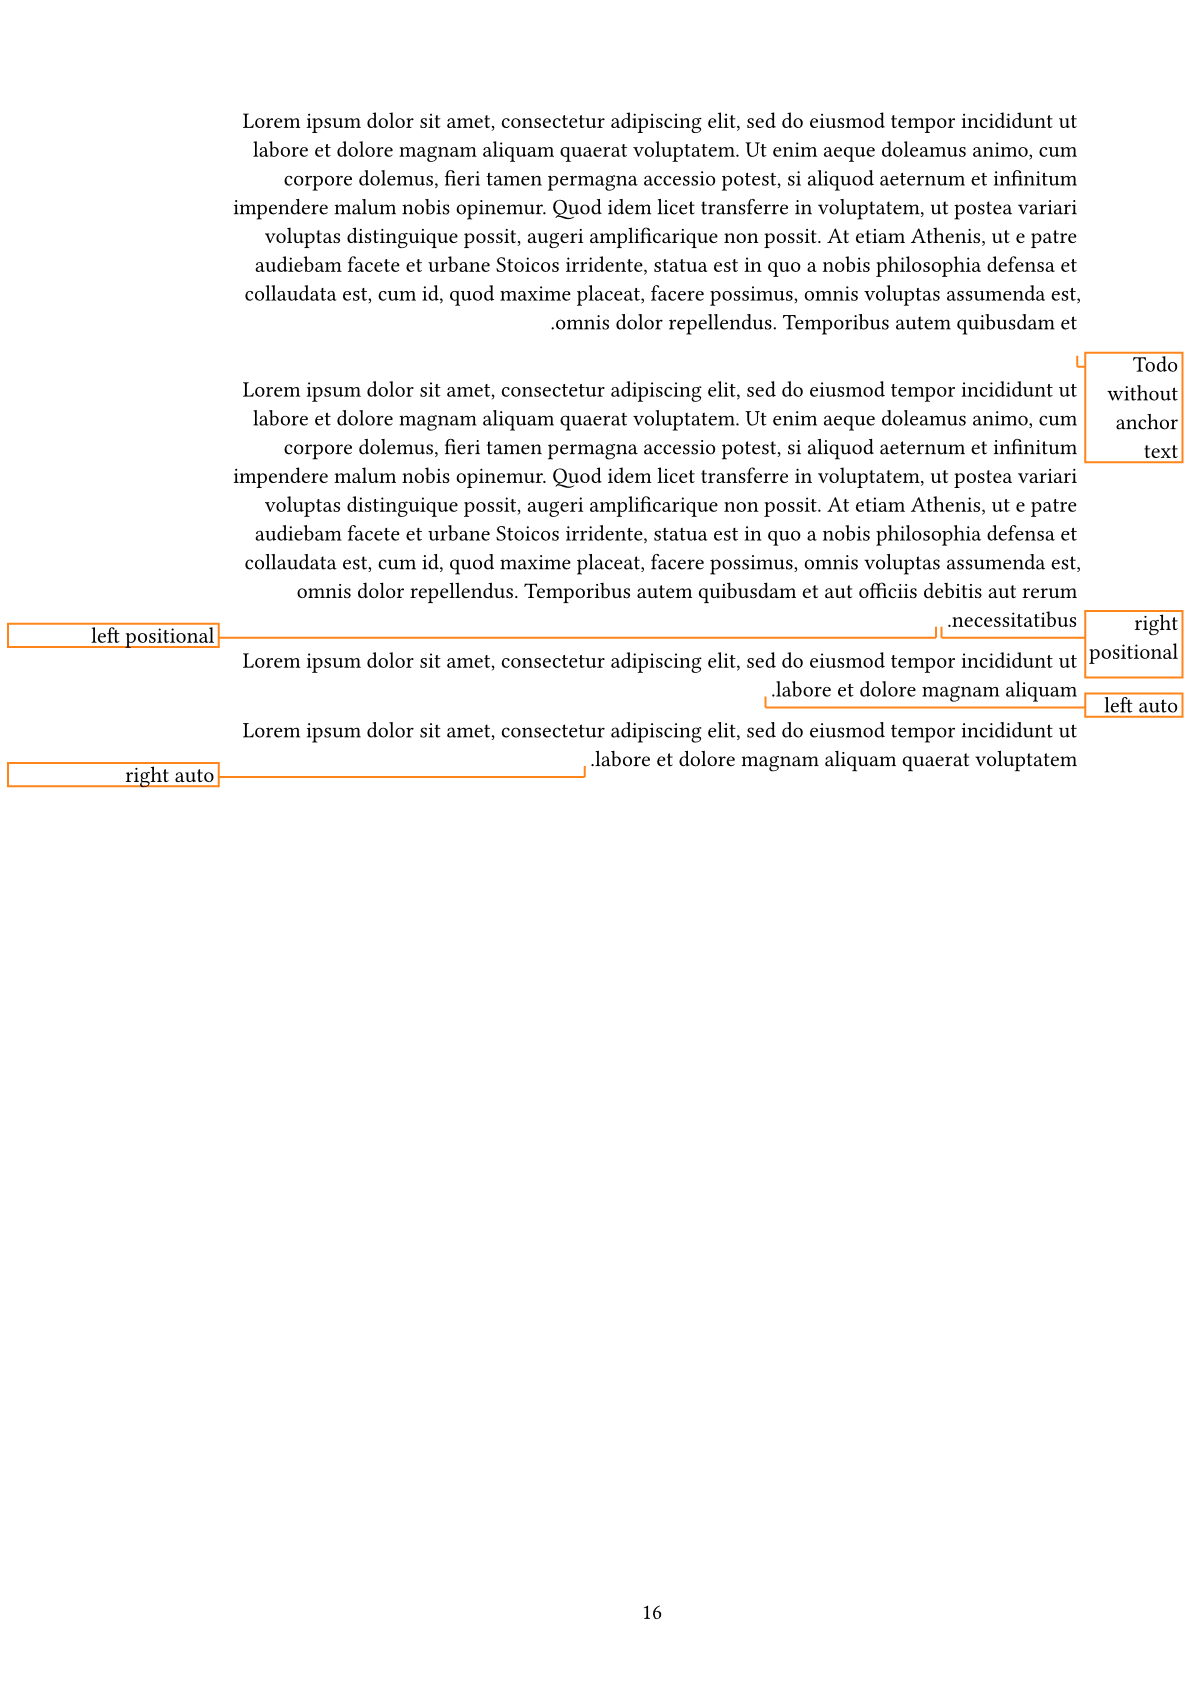 Lorem ipsum dolor sit amet, consectetur adipiscing elit, sed do eiusmod tempor incididunt ut
labore et dolore magnam aliquam quaerat voluptatem. Ut enim aeque doleamus animo, cum
corpore dolemus, fieri tamen permagna accessio potest, si aliquod aeternum et infinitum
impendere malum nobis opinemur. Quod idem licet transferre in voluptatem, ut postea variari
voluptas distinguique possit, augeri amplificarique non possit. At etiam Athenis, ut e patre
audiebam facete et urbane Stoicos irridente, statua est in quo a nobis philosophia defensa et
collaudata est, cum id, quod maxime placeat, facere possimus, omnis voluptas assumenda est,
.omnis dolor repellendus. Temporibus autem quibusdam et
Todo
without
anchor
text
Lorem ipsum dolor sit amet, consectetur adipiscing elit, sed do eiusmod tempor incididunt ut
labore et dolore magnam aliquam quaerat voluptatem. Ut enim aeque doleamus animo, cum
corpore dolemus, fieri tamen permagna accessio potest, si aliquod aeternum et infinitum
impendere malum nobis opinemur. Quod idem licet transferre in voluptatem, ut postea variari
voluptas distinguique possit, augeri amplificarique non possit. At etiam Athenis, ut e patre
audiebam facete et urbane Stoicos irridente, statua est in quo a nobis philosophia defensa et
collaudata est, cum id, quod maxime placeat, facere possimus, omnis voluptas assumenda est,
omnis dolor repellendus. Temporibus autem quibusdam et aut officiis debitis aut rerum
.necessitatibus
right
positional
left positional
Lorem ipsum dolor sit amet, consectetur adipiscing elit, sed do eiusmod tempor incididunt ut
.labore et dolore magnam aliquam
left auto
Lorem ipsum dolor sit amet, consectetur adipiscing elit, sed do eiusmod tempor incididunt ut
.labore et dolore magnam aliquam quaerat voluptatem
right auto
16